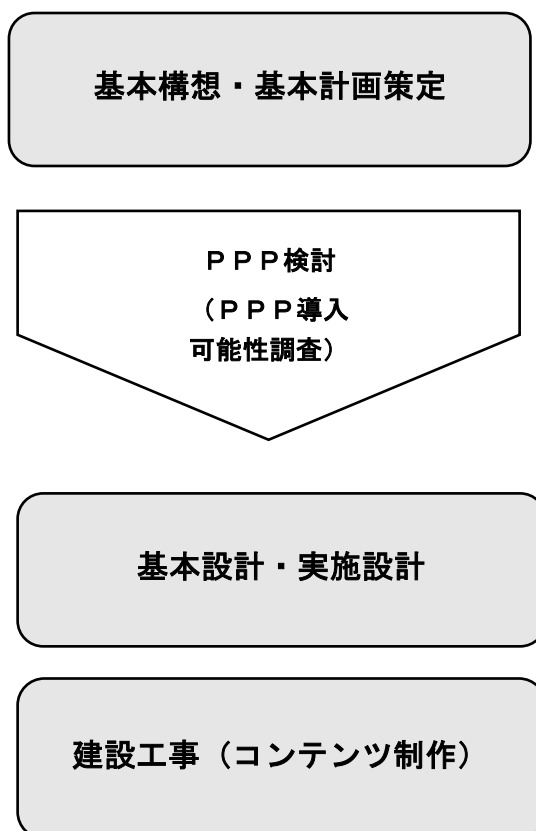 基本構想・基本計画策定
ＰＰＰ検討
（ＰＰＰ導入
可能性調査）
基本設計・実施設計
建設工事（コンテンツ制作）